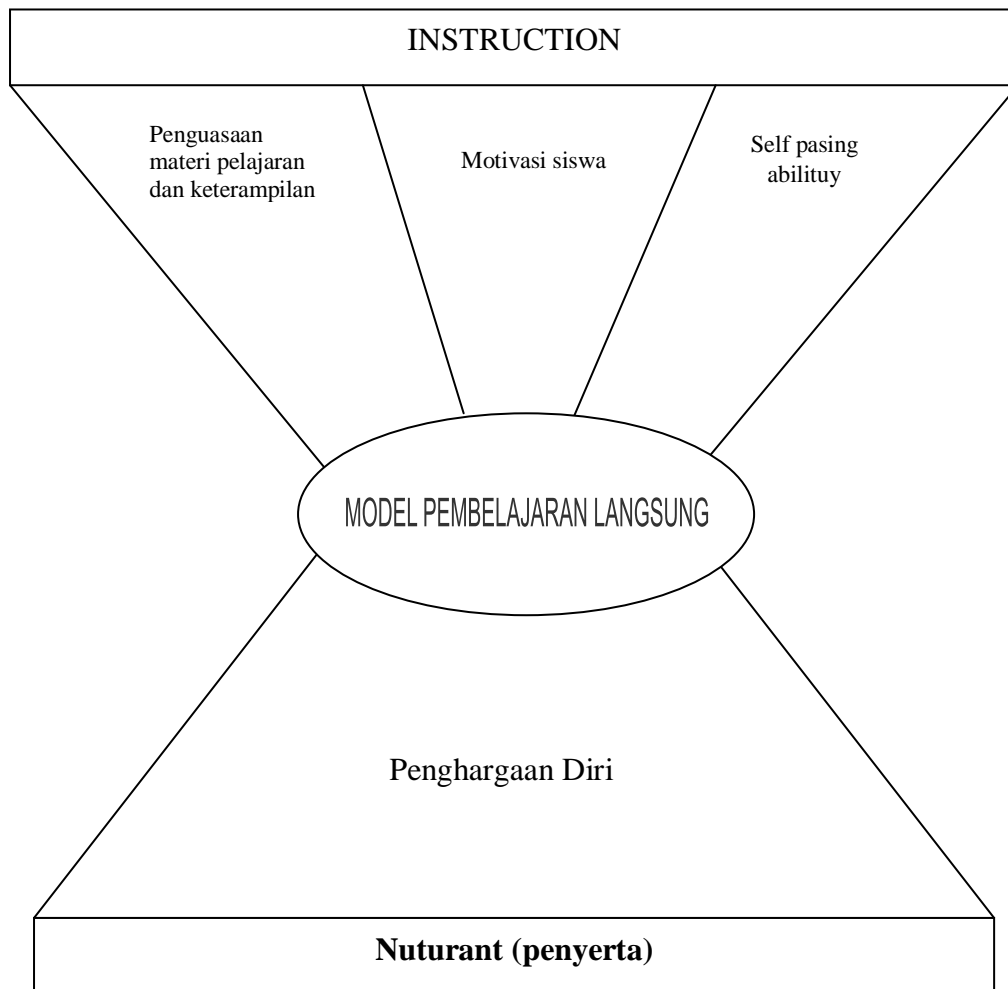 INSTRUCTION
Penguasaan
materi pelajaran
dan keterampilan
Motivasi siswa
Self pasing
abilituy
MODEL PEMBELAJARAN LANGSUNG
Penghargaan Diri
Nuturant (penyerta)